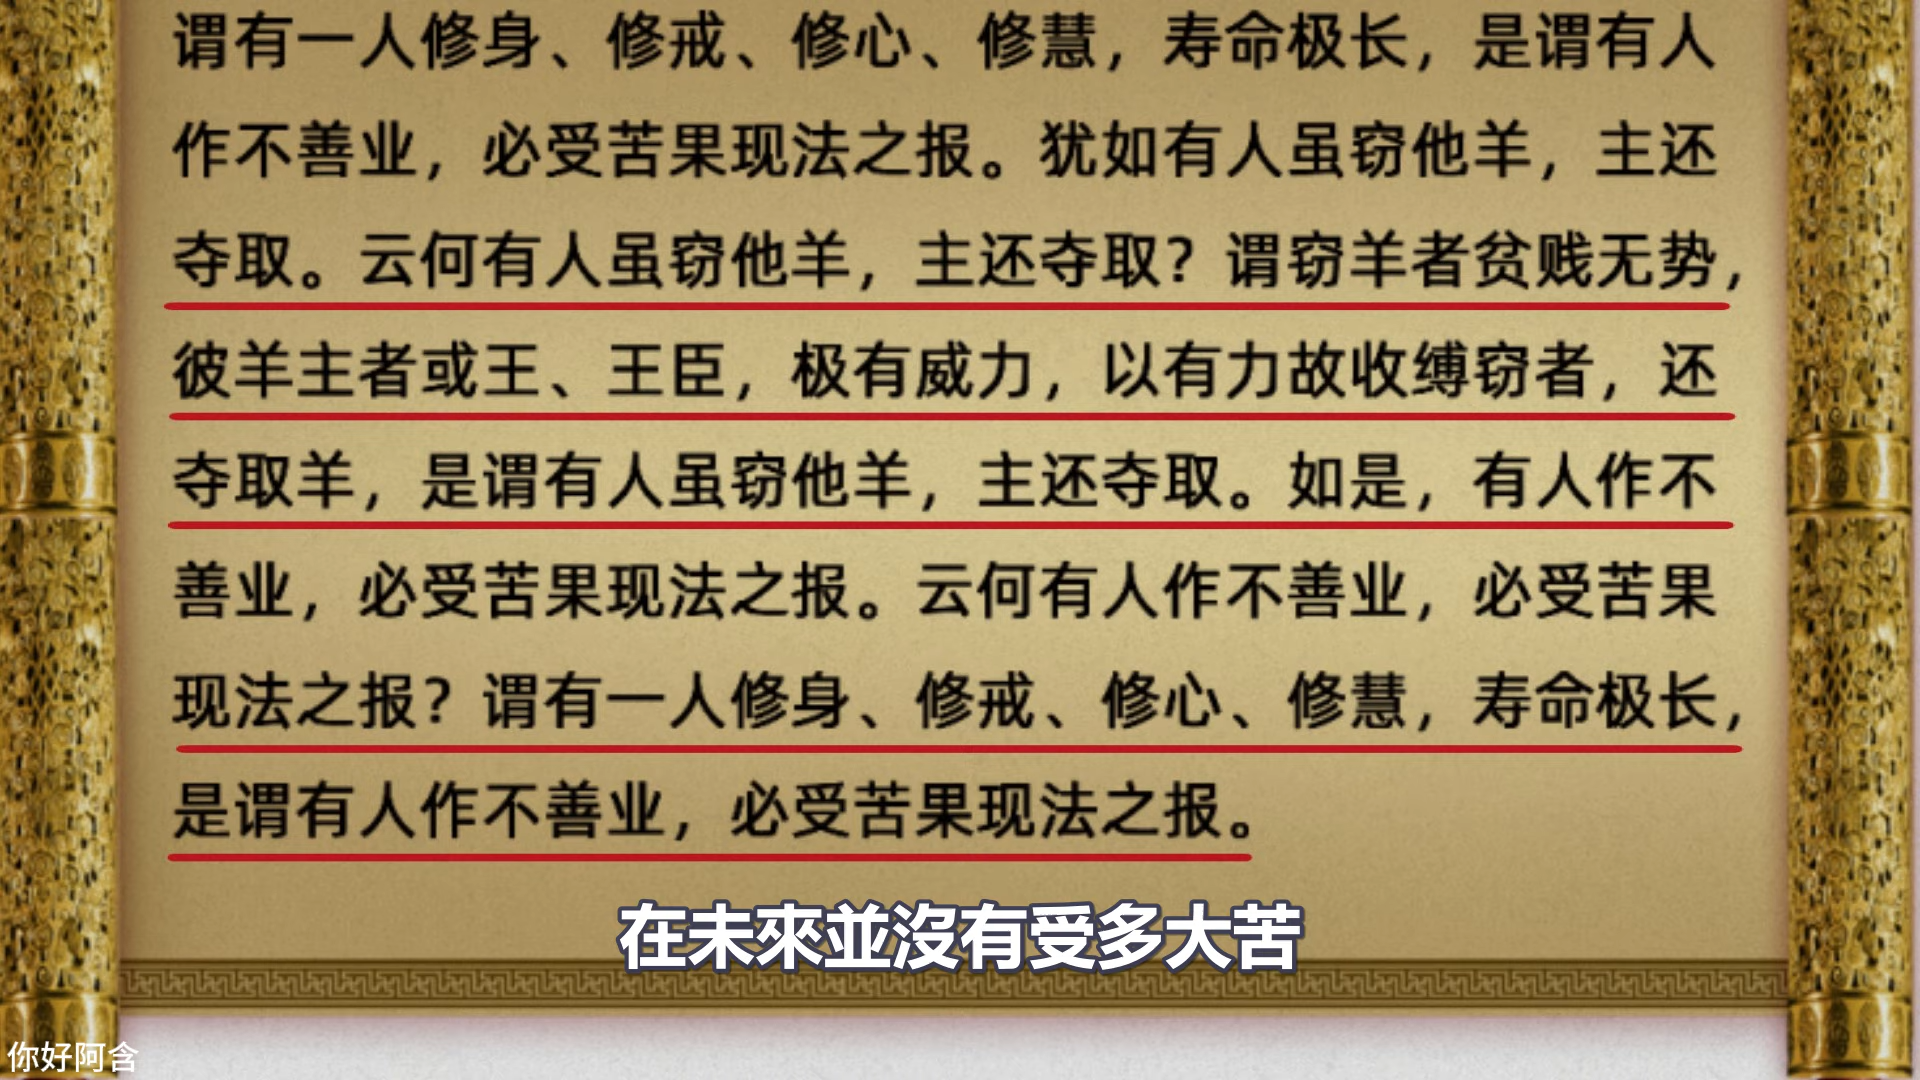 谓有一人修身、修戒、修心、修慧，寿命极长，是谓有人
作不善业，必受苦果现法之报。犹如有人虽窃他羊，主还
夺取。云何有人虽窃他羊，主还夺取？谓窃羊者贫贱无势，
彼羊主者或王、王臣，极有威力，以有力故收缚窃者，还
夺取羊，是谓有人虽窃他羊，主还夺取。如是，有人作不
善业，必受苦果现法之报。云何有人作不善业，必受苦果
现法之报？谓有一人修身、修戒、修心、修慧，寿命极长，
是谓有人作不善业，必受苦果现法之报。
在未來並沒有受多大苦
你好阿含